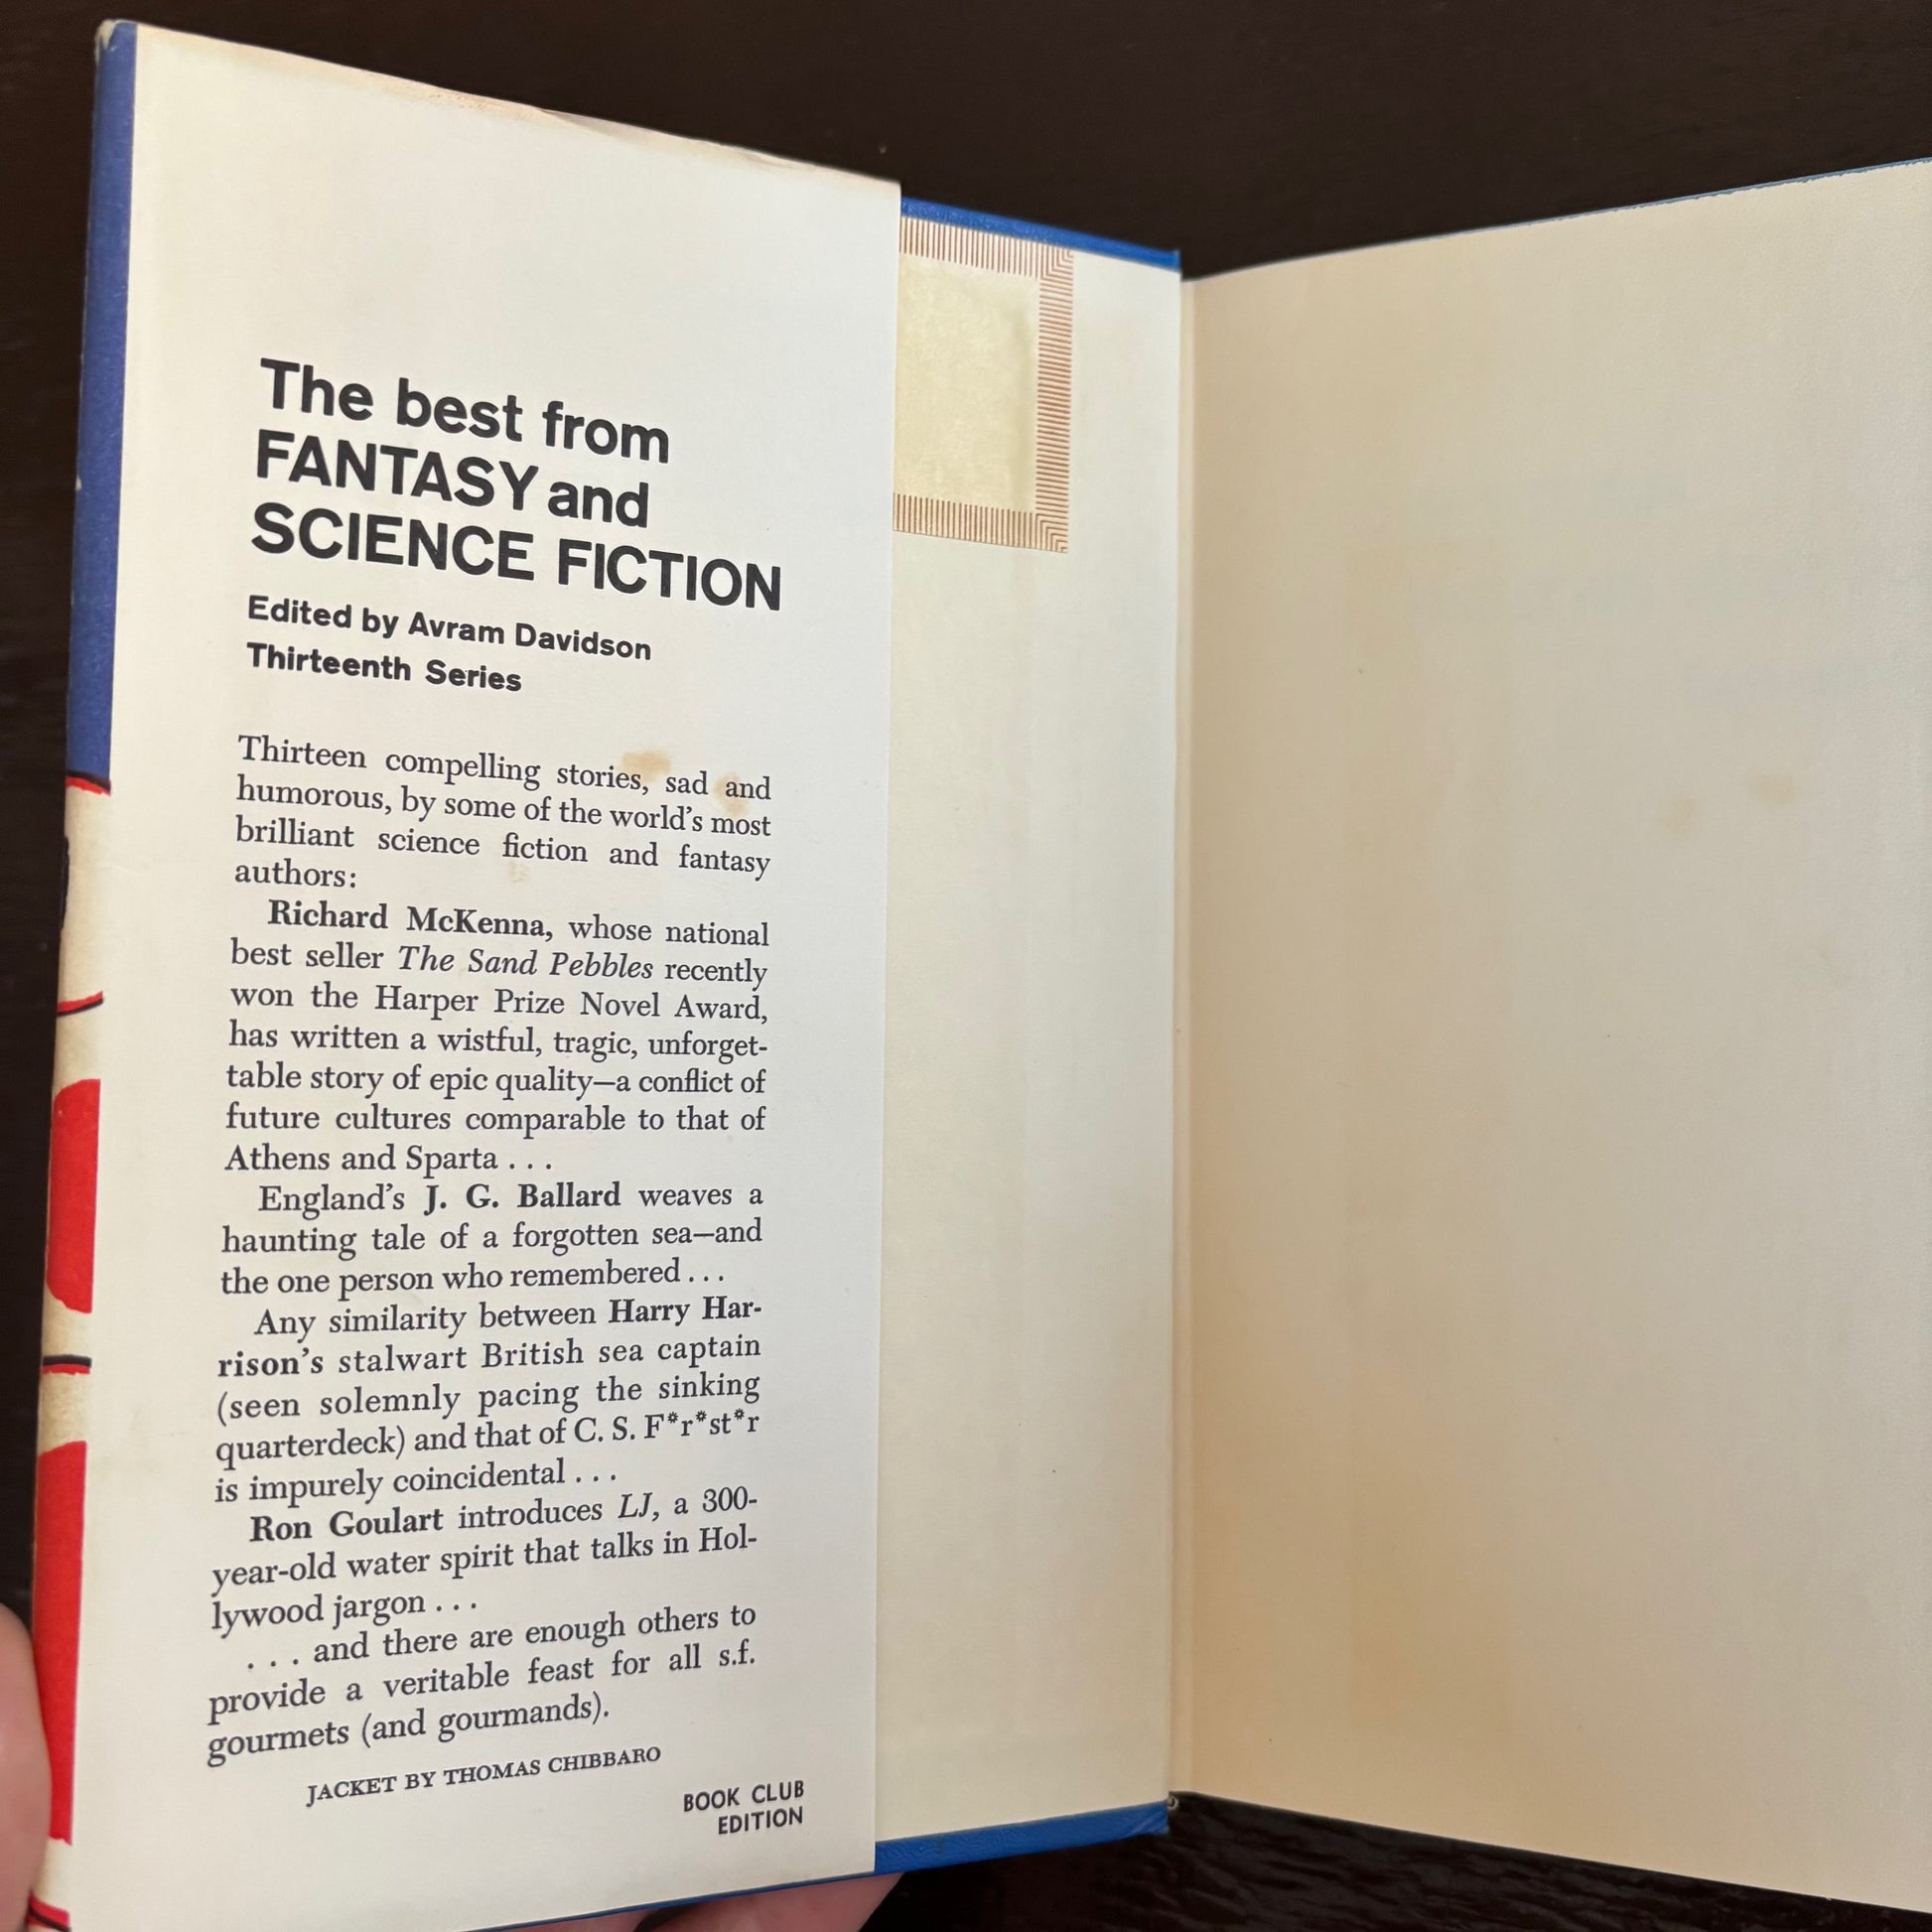 The best from
FANTASY and
SCIENCE FICTION
Edited by Avram Davidson
Thirteenth Series
Thirteen compelling stories, sad and
humorous, by some of the world's most
brilliant science fiction and fantasy
authors:
Richard McKenna, whose national
best seller The Sand Pebbles recently
won the Harper Prize Novel Award,
has written a wistful, tragic, unforget-
table story of epic quality—a conflict of
future cultures comparable to that of
Athens and Sparta . . .
England's J. G. Ballard weaves a
haunting tale of a forgotten sea—and
the one person who remembered . . .
Any similarity between Harry Har-
rison's stalwart British sea captain
(seen solemnly pacing the sinking
quarterdeck) and that of C. S. F*r*st*r
is impurely coincidental . . .
Ron Goulart introduces LJ, a 300-
year-old water spirit that talks in Hol-
lywood jargon . . .
. . . and there are enough others to
provide a veritable feast for all s.f.
gourmets (and gourmands).
JACKET BY THOMAS CHIBBARO
BOOK CLUB
EDITION